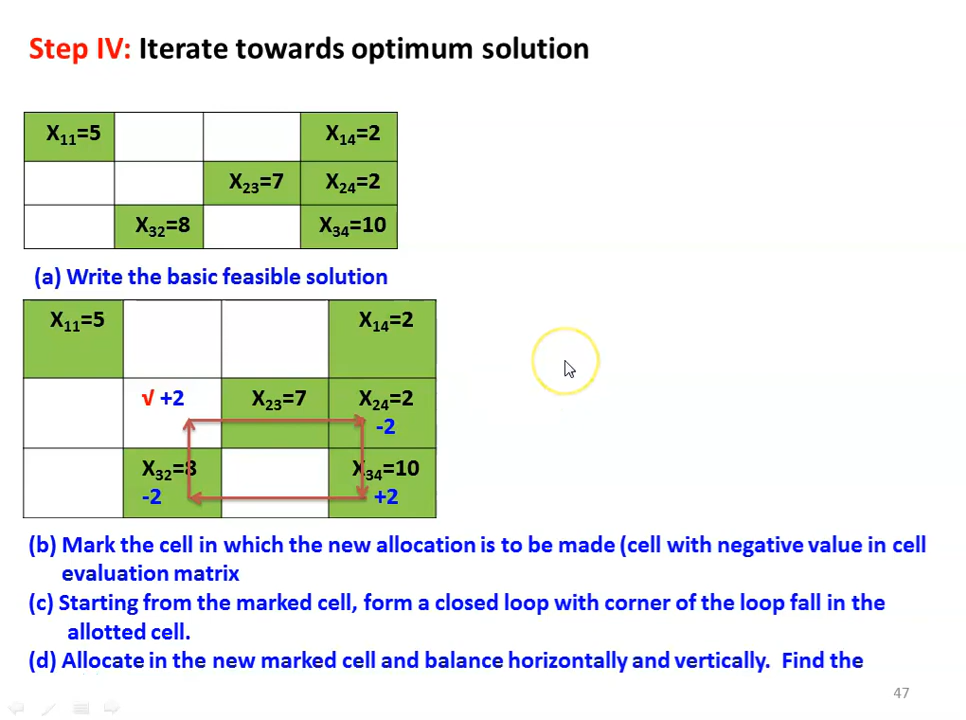 Step IV: Iterate towards optimum solution
X11=5 X14=2
X23=7 X24=2
X32=8 X34=10
(a) Write the basic feasible solution
X11=5 X14=2
√ +2 X23=7 X24=2
-2
X32=8 X34=10
-2 +2
(b) Mark the cell in which the new allocation is to be made (cell with negative value in cell
evaluation matrix
(c) Starting from the marked cell, form a closed loop with corner of the loop fall in the
allotted cell.
(d) Allocate in the new marked cell and balance horizontally and vertically. Find the
47